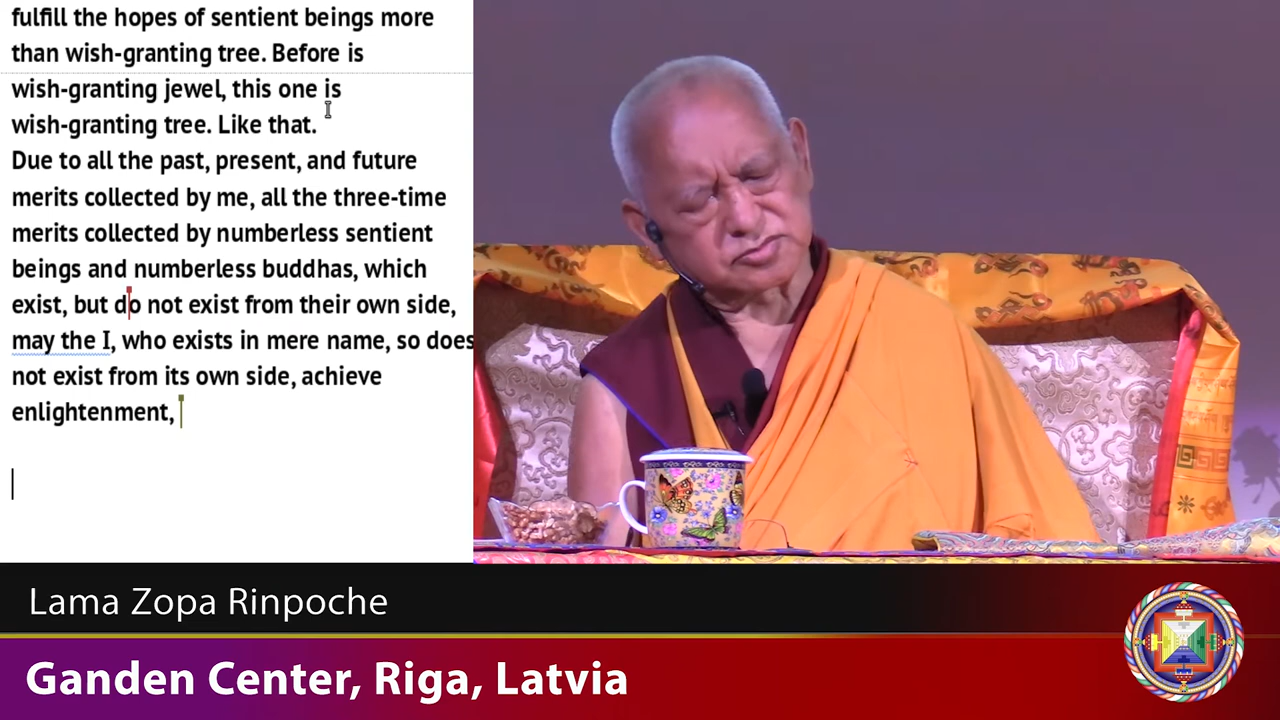 fulfill the hopes of sentient beings more
than wish-granting tree. Before is
wish-granting jewel, this one is
wish-granting tree. Like that.
Due to all the past, present, and future
merits collected by me, all the three-time
merits collected by numberless sentient
beings and numberless buddhas, which
exist, but do not exist from their own side,
may the I, who exists in mere name, so does
not exist from its own side, achieve
enlightenment,
Lama Zopa Rinpoche
Ganden Center, Riga, Latvia